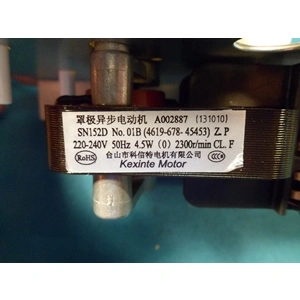 罩极异步电动机 A002887 (131010)
SN152D No. 01B (4619-678-45453) Z.P
220-240V 50Hz 4.5W (0) 2300r/min CL.F
RoHS 台山市科信特电机有限公司 CCC
Kexinte Motor